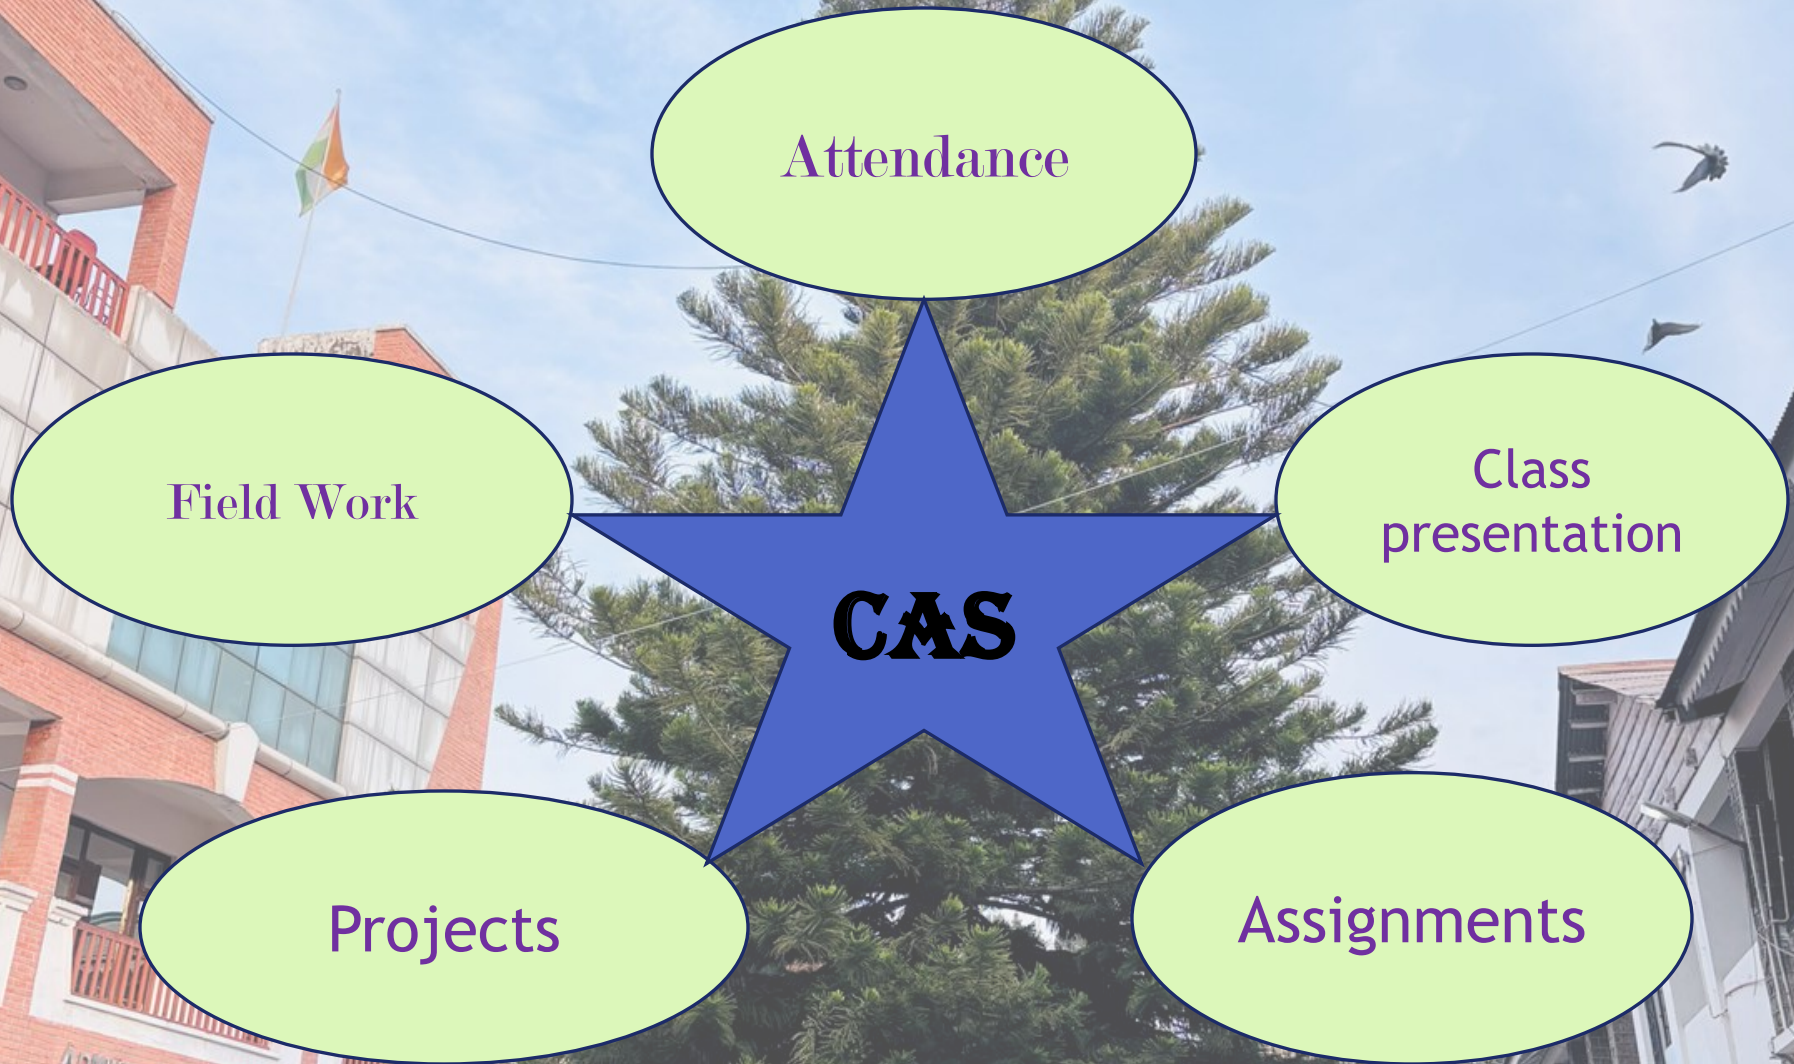 Attendance
Field Work
Class
presentation
CAS
Projects
Assignments